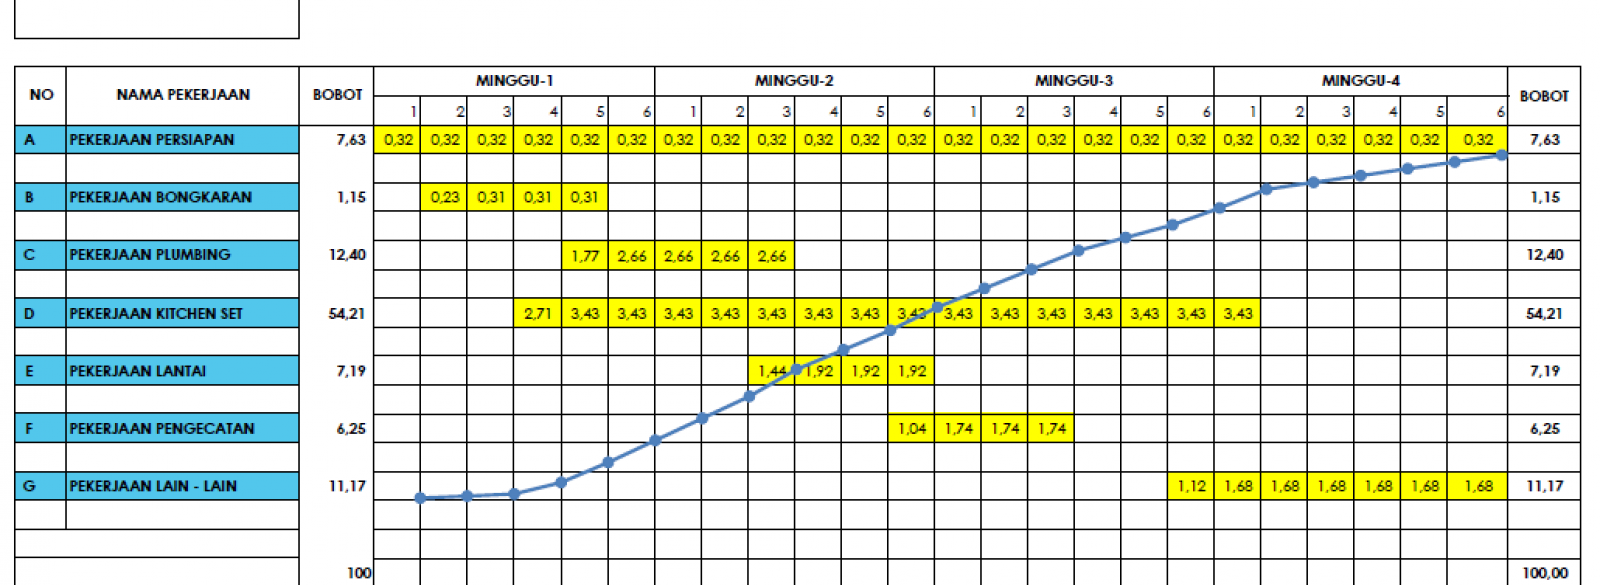 NO NAMA PEKERJAAN BOBOT MINGGU-1 MINGGU-2 MINGGU-3 MINGGU-4 BOBOT
1 2 3 4 5 6 1 2 3 4 5 6 1 2 3 4 5 6 1 2 3 4 5 6
A PEKERJAAN PERSIAPAN 7,63 0,32 0,32 0,32 0,32 0,32 0,32 0,32 0,32 0,32 0,32 0,32 0,32 0,32 0,32 0,32 0,32 0,32 0,32 0,32 0,32 0,32 0,32 0,32 0,32 7,63
B PEKERJAAN BONGKARAN 1,15 0,23 0,31 0,31 0,31 1,15
C PEKERJAAN PLUMBING 12,40 1,77 2,66 2,66 2,66 2,66 12,40
D PEKERJAAN KITCHEN SET 54,21 2,71 3,43 3,43 3,43 3,43 3,43 3,43 3,43 3,43 3,43 3,43 3,43 3,43 3,43 3,43 3,43 54,21
E PEKERJAAN LANTAI 7,19 1,44 1,92 1,92 1,92 7,19
F PEKERJAAN PENGECATAN 6,25 1,04 1,74 1,74 1,74 6,25
G PEKERJAAN LAIN - LAIN 11,17 1,12 1,68 1,68 1,68 1,68 1,68 1,68 11,17
100 100,00